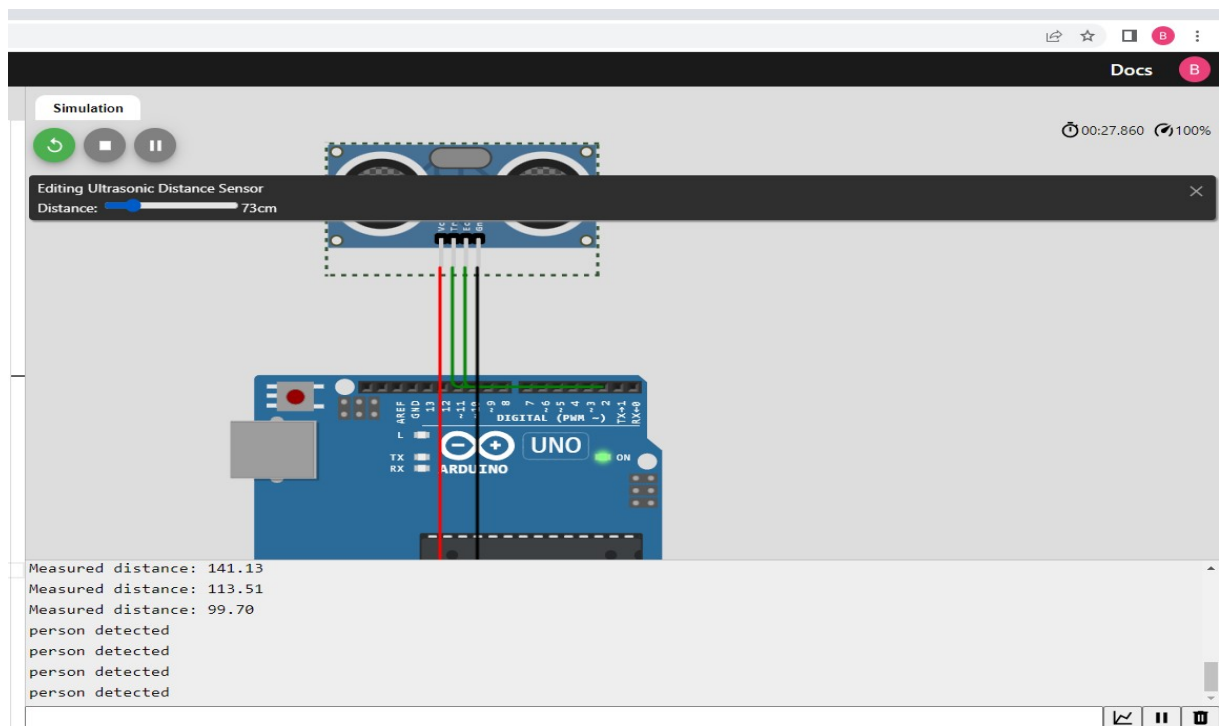 B
Docs B
Simulation
00:27.860 100%
Editing Ultrasonic Distance Sensor
Distance: 73cm
AREF
GND
13
12
~11
~10
~9
8
7
~6
~5
4
~3
2
TX→1
RX←0
DIGITAL (PWM ~)
L
TX
RX
UNO
ON
ARDUINO
Measured distance: 141.13
Measured distance: 113.51
Measured distance: 99.70
person detected
person detected
person detected
person detected